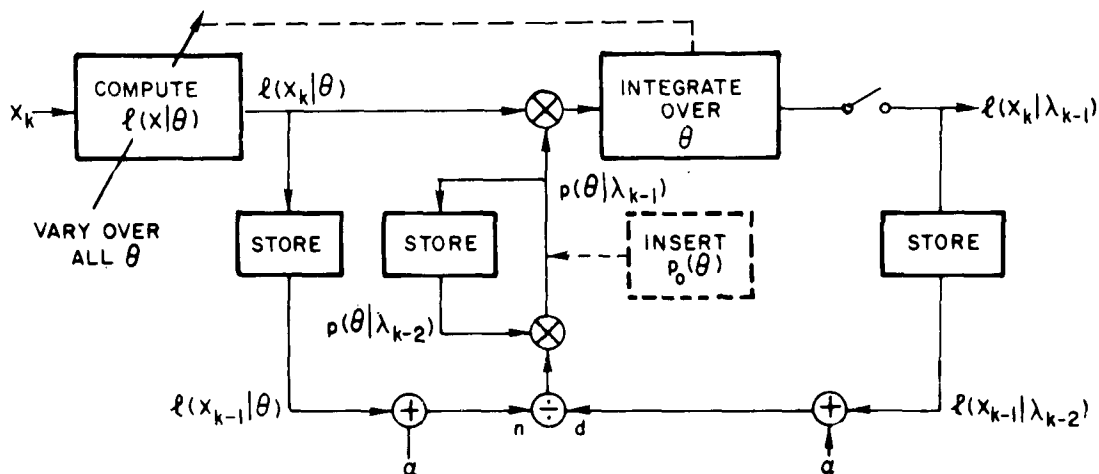 COMPUTE
ℓ(x|θ)
x_k
ℓ(x_k|θ)
INTEGRATE
OVER
θ
ℓ(x_k|λ_{k-1})
VARY OVER
ALL θ
STORE
STORE
p(θ|λ_{k-1})
INSERT
p_o(θ)
STORE
p(θ|λ_{k-2})
ℓ(x_{k-1}|θ)
+
n
÷
d
+
ℓ(x_{k-1}|λ_{k-2})
α
α